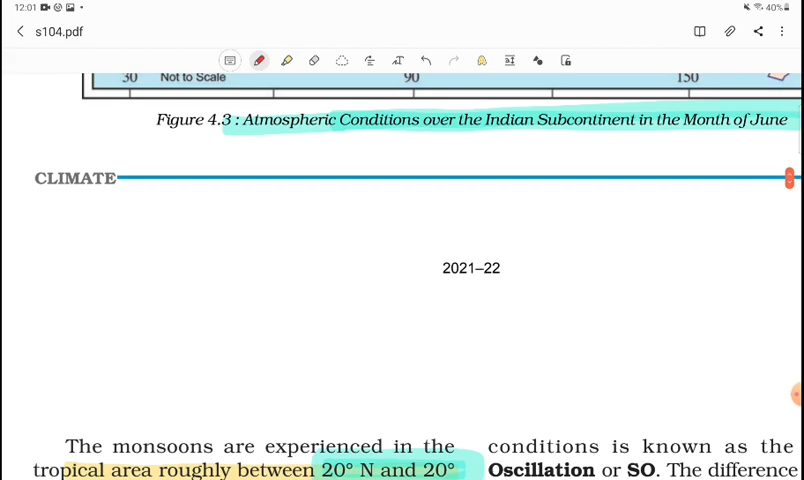 12:01
40%
s104.pdf
30 Not to Scale 90 150
Figure 4.3 : Atmospheric Conditions over the Indian Subcontinent in the Month of June
CLIMATE
2021–22
The monsoons are experienced in the
tropical area roughly between 20° N and 20°
conditions is known as the
Oscillation or SO. The difference